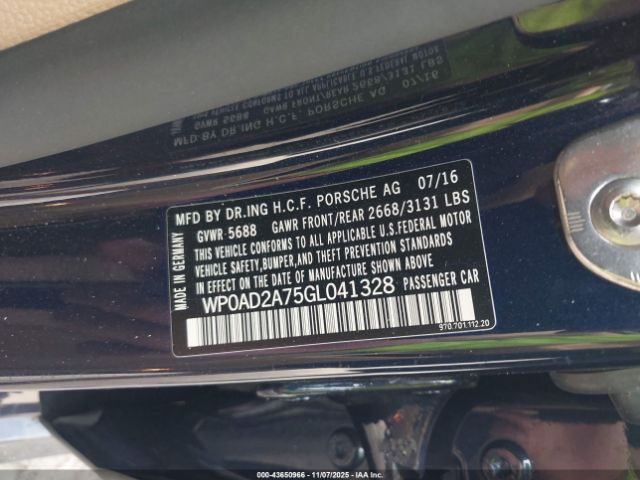 MFD BY DR.ING H.C.F. PORSCHE AG 07/16
GVWR 5688 GAWR FRONT/REAR 2668/3131 LBS
THIS VEHICLE CONFORMS TO ALL APPLICABLE U.S.FEDERAL MOTOR
VEHICLE SAFETY, BUMPER, AND THEFT PREVENTION STANDARDS
IN EFFECT ON THE DATE OF MANUFACTURE SHOWN ABOVE.
WP0AD2A75GL041328 PASSENGER CAR
970.701.112.20
MADE IN GERMANY
000-43650966 - 11/07/2025 - IAA Inc.